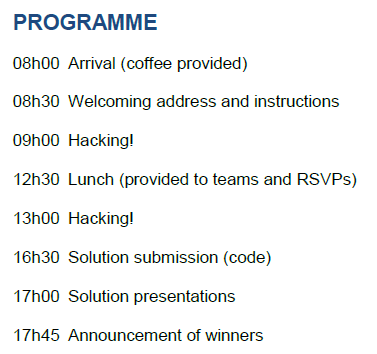 PROGRAMME
08h00 Arrival (coffee provided)
08h30 Welcoming address and instructions
09h00 Hacking!
12h30 Lunch (provided to teams and RSVPs)
13h00 Hacking!
16h30 Solution submission (code)
17h00 Solution presentations
17h45 Announcement of winners